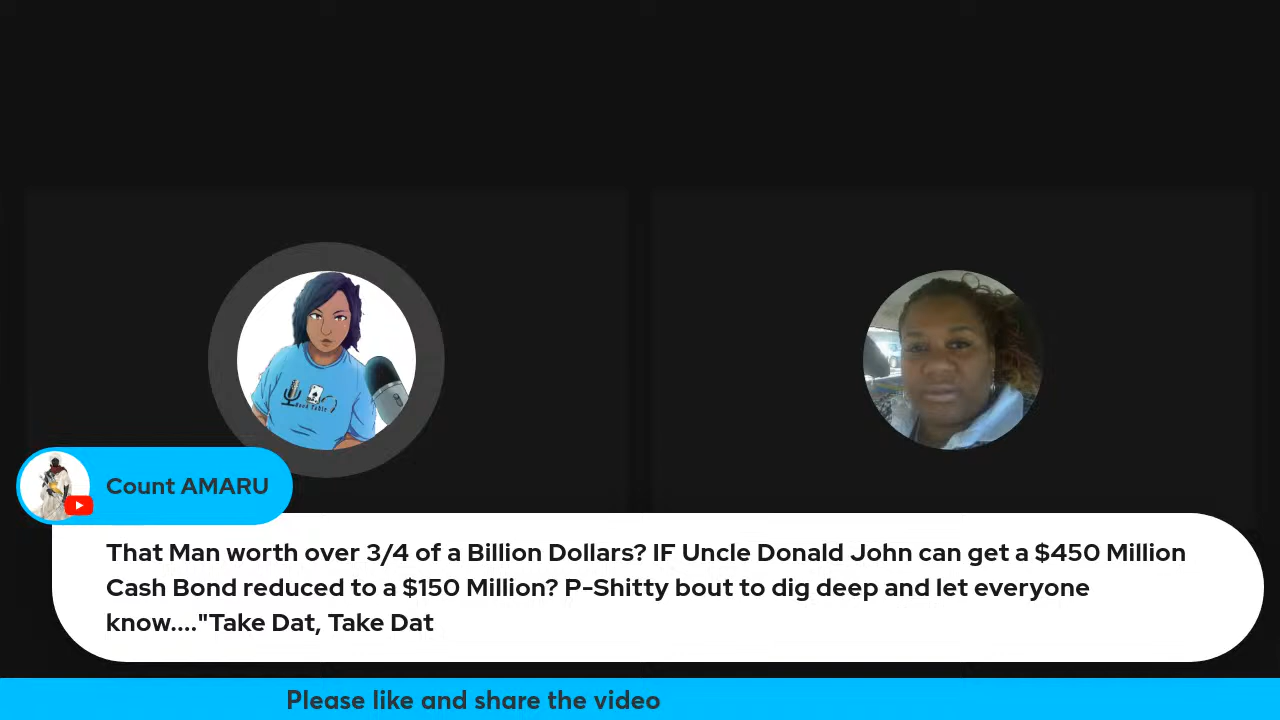 Count AMARU
That Man worth over 3/4 of a Billion Dollars? IF Uncle Donald John can get a $450 Million
Cash Bond reduced to a $150 Million? P-Shitty bout to dig deep and let everyone
know...."Take Dat, Take Dat
Please like and share the video